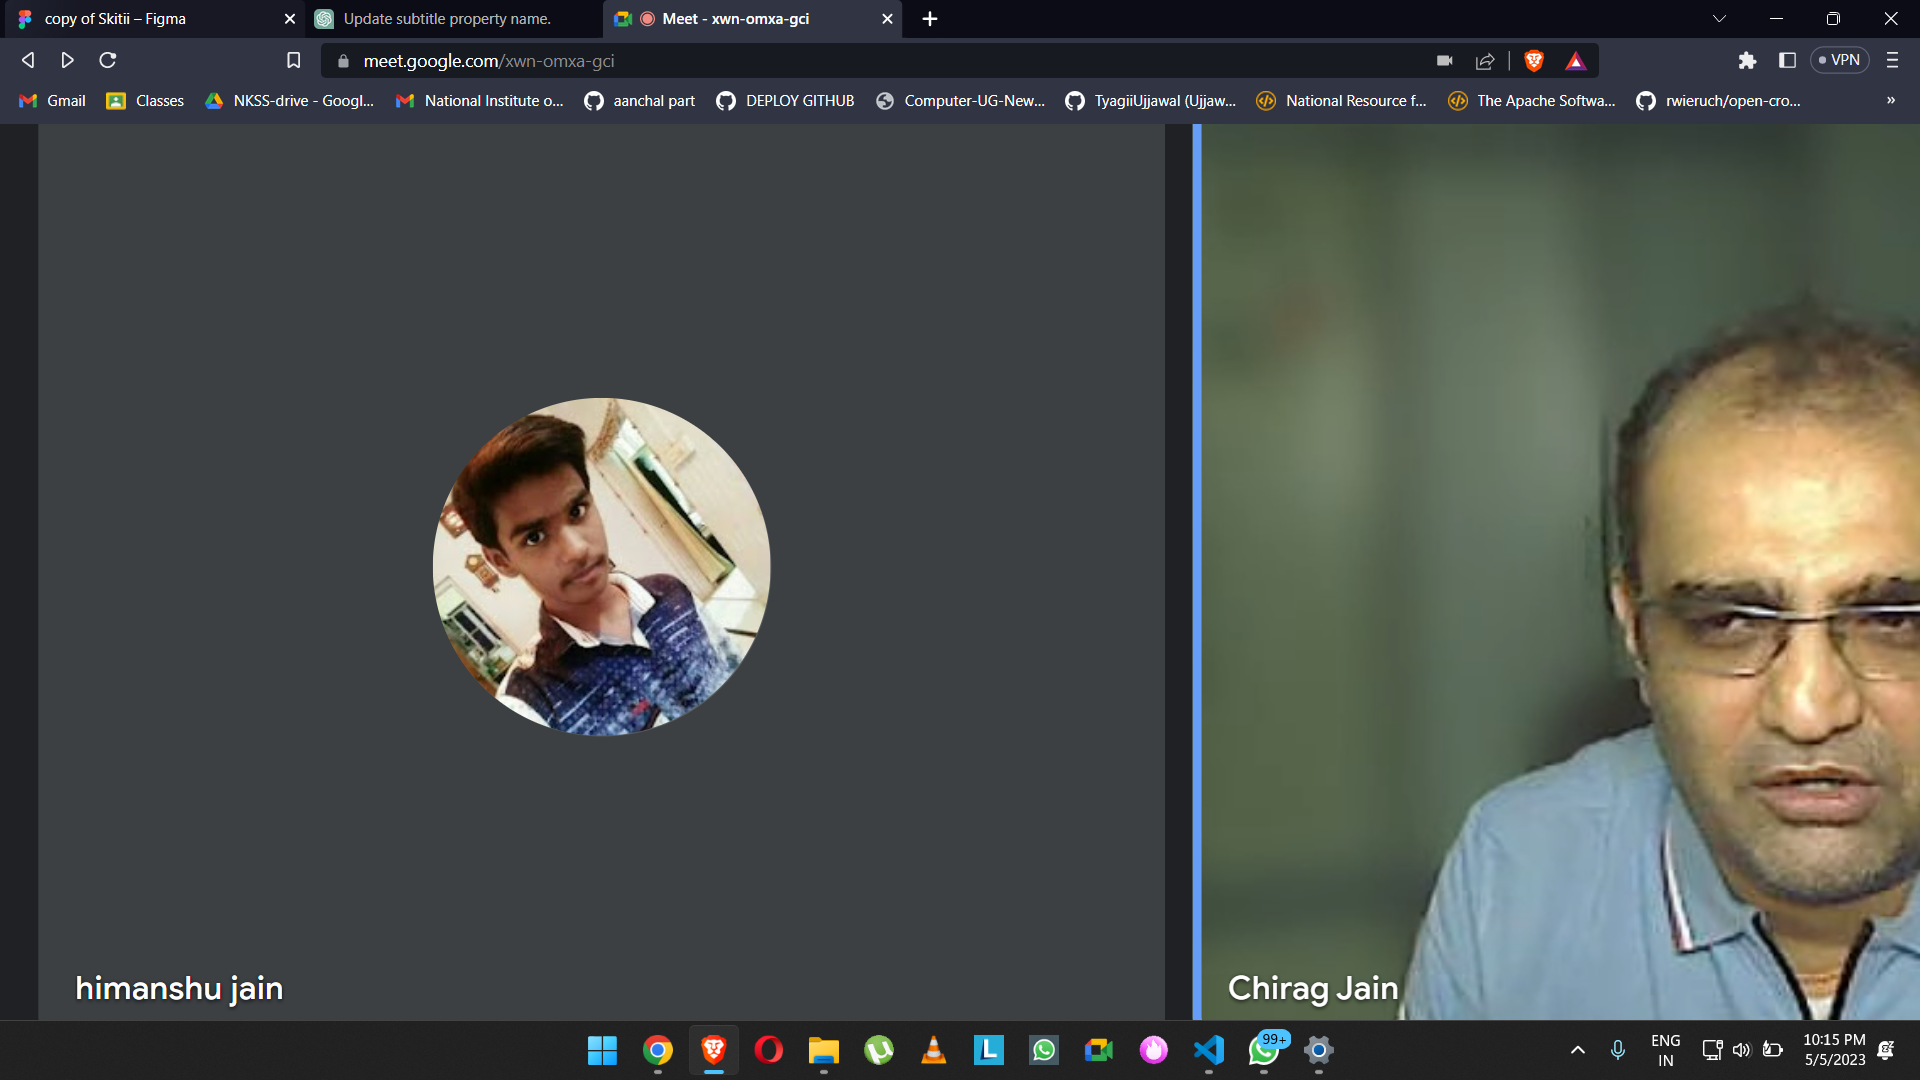 copy of Skitii – Figma
Update subtitle property name.
Meet - xwn-omxa-gci
meet.google.com/xwn-omxa-gci
VPN
Gmail
Classes
NKSS-drive - Googl...
National Institute o...
aanchal part
DEPLOY GITHUB
Computer-UG-New...
TyagiiUjjawal (Ujjaw...
National Resource f...
The Apache Softwa...
rwieruch/open-cro...
»
himanshu jain
Chirag Jain
L
99+
ENG
IN
10:15 PM
5/5/2023